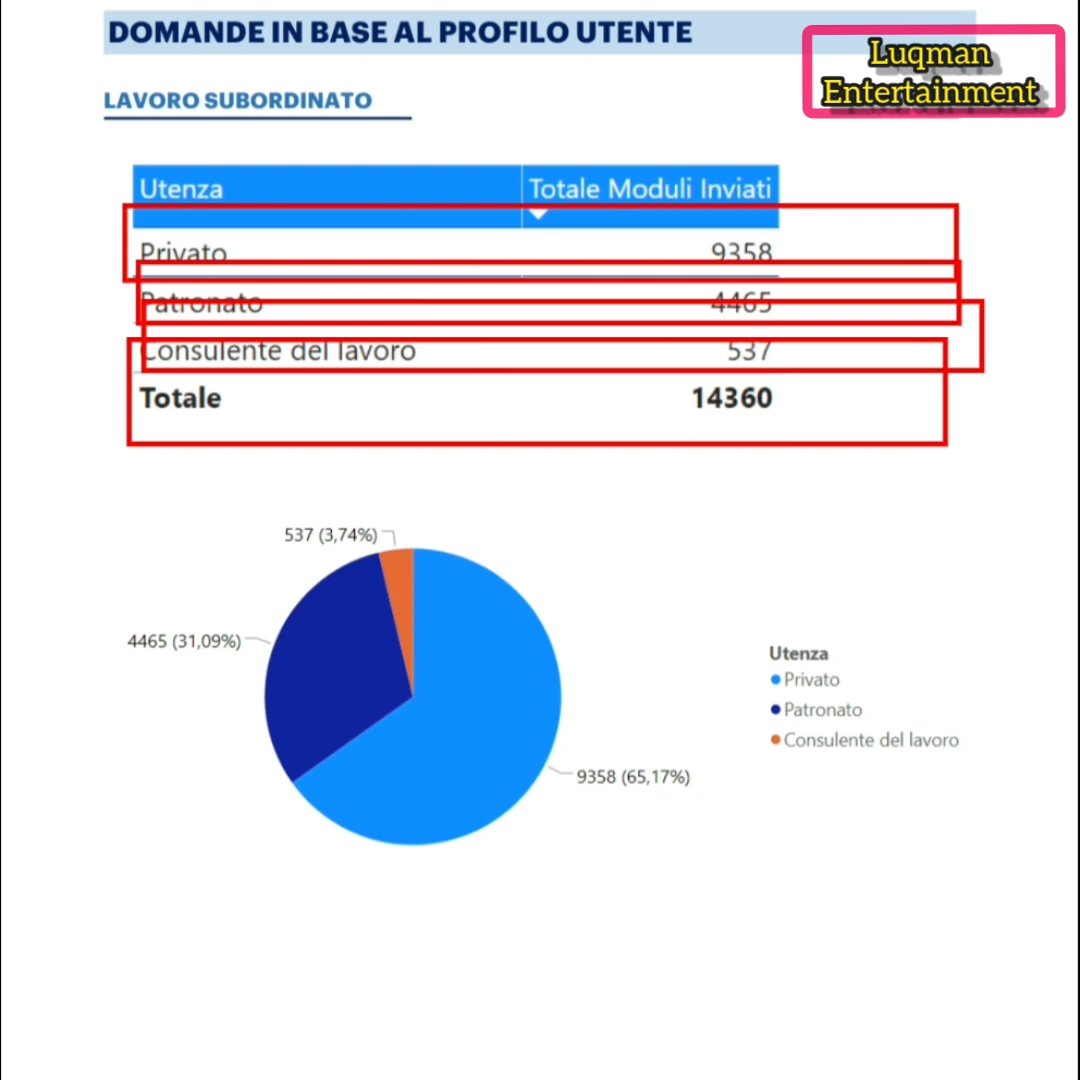 DOMANDE IN BASE AL PROFILO UTENTE
Luqman
Entertainment
LAVORO SUBORDINATO
Utenza Totale Moduli Inviati
Privato 9358
Patronato 4465
Consulente del lavoro 537
Totale 14360
537 (3,74%)
4465 (31,09%)
9358 (65,17%)
Utenza
Privato
Patronato
Consulente del lavoro